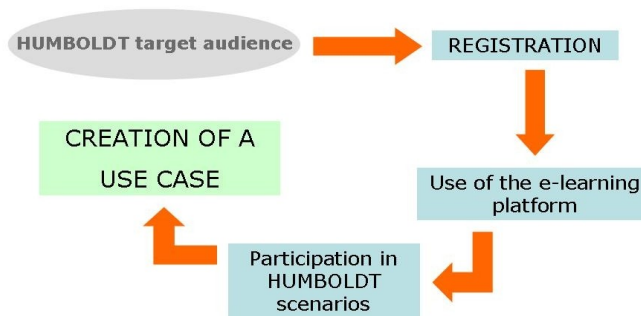 HUMBOLDT target audience
REGISTRATION
Use of the e-learning
platform
Participation in
HUMBOLDT
scenarios
CREATION OF A
USE CASE